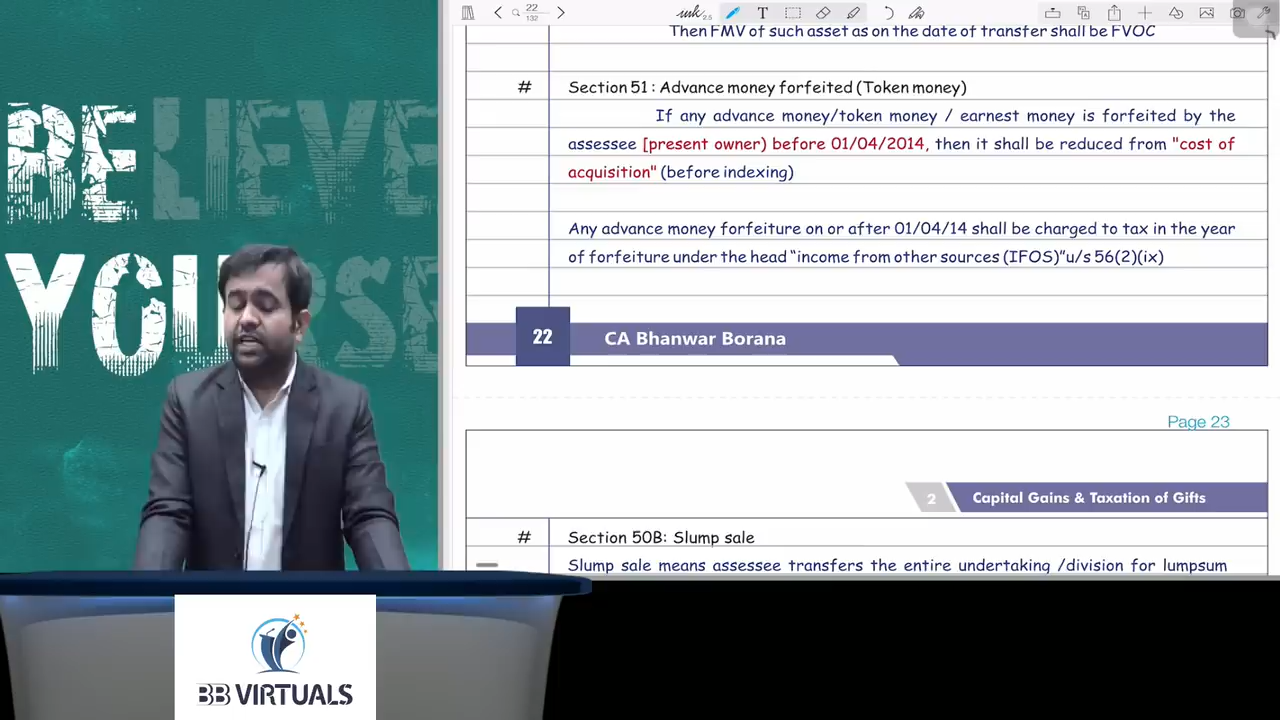 BELIEVE
YOURSE
BB VIRTUALS
22
132
ink 2.5
T
Then FMV of such asset as on the date of transfer shall be FVOC
# Section 51 : Advance money forfeited (Token money)
If any advance money/token money / earnest money is forfeited by the
assessee [present owner) before 01/04/2014, then it shall be reduced from "cost of
acquisition" (before indexing)
Any advance money forfeiture on or after 01/04/14 shall be charged to tax in the year
of forfeiture under the head “income from other sources (IFOS)”u/s 56(2)(ix)
22 CA Bhanwar Borana
Page 23
2 Capital Gains & Taxation of Gifts
# Section 50B: Slump sale
Slump sale means assessee transfers the entire undertaking /division for lumpsum